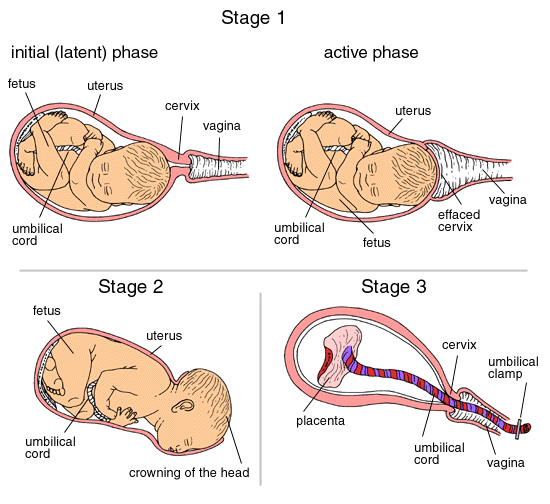 Stage 1
initial (latent) phase
active phase
fetus
uterus
cervix
vagina
umbilical
cord
uterus
vagina
effaced
cervix
umbilical
cord
fetus
Stage 2
fetus
uterus
umbilical
cord
crowning of the head
Stage 3
cervix
umbilical
clamp
placenta
umbilical
cord
vagina